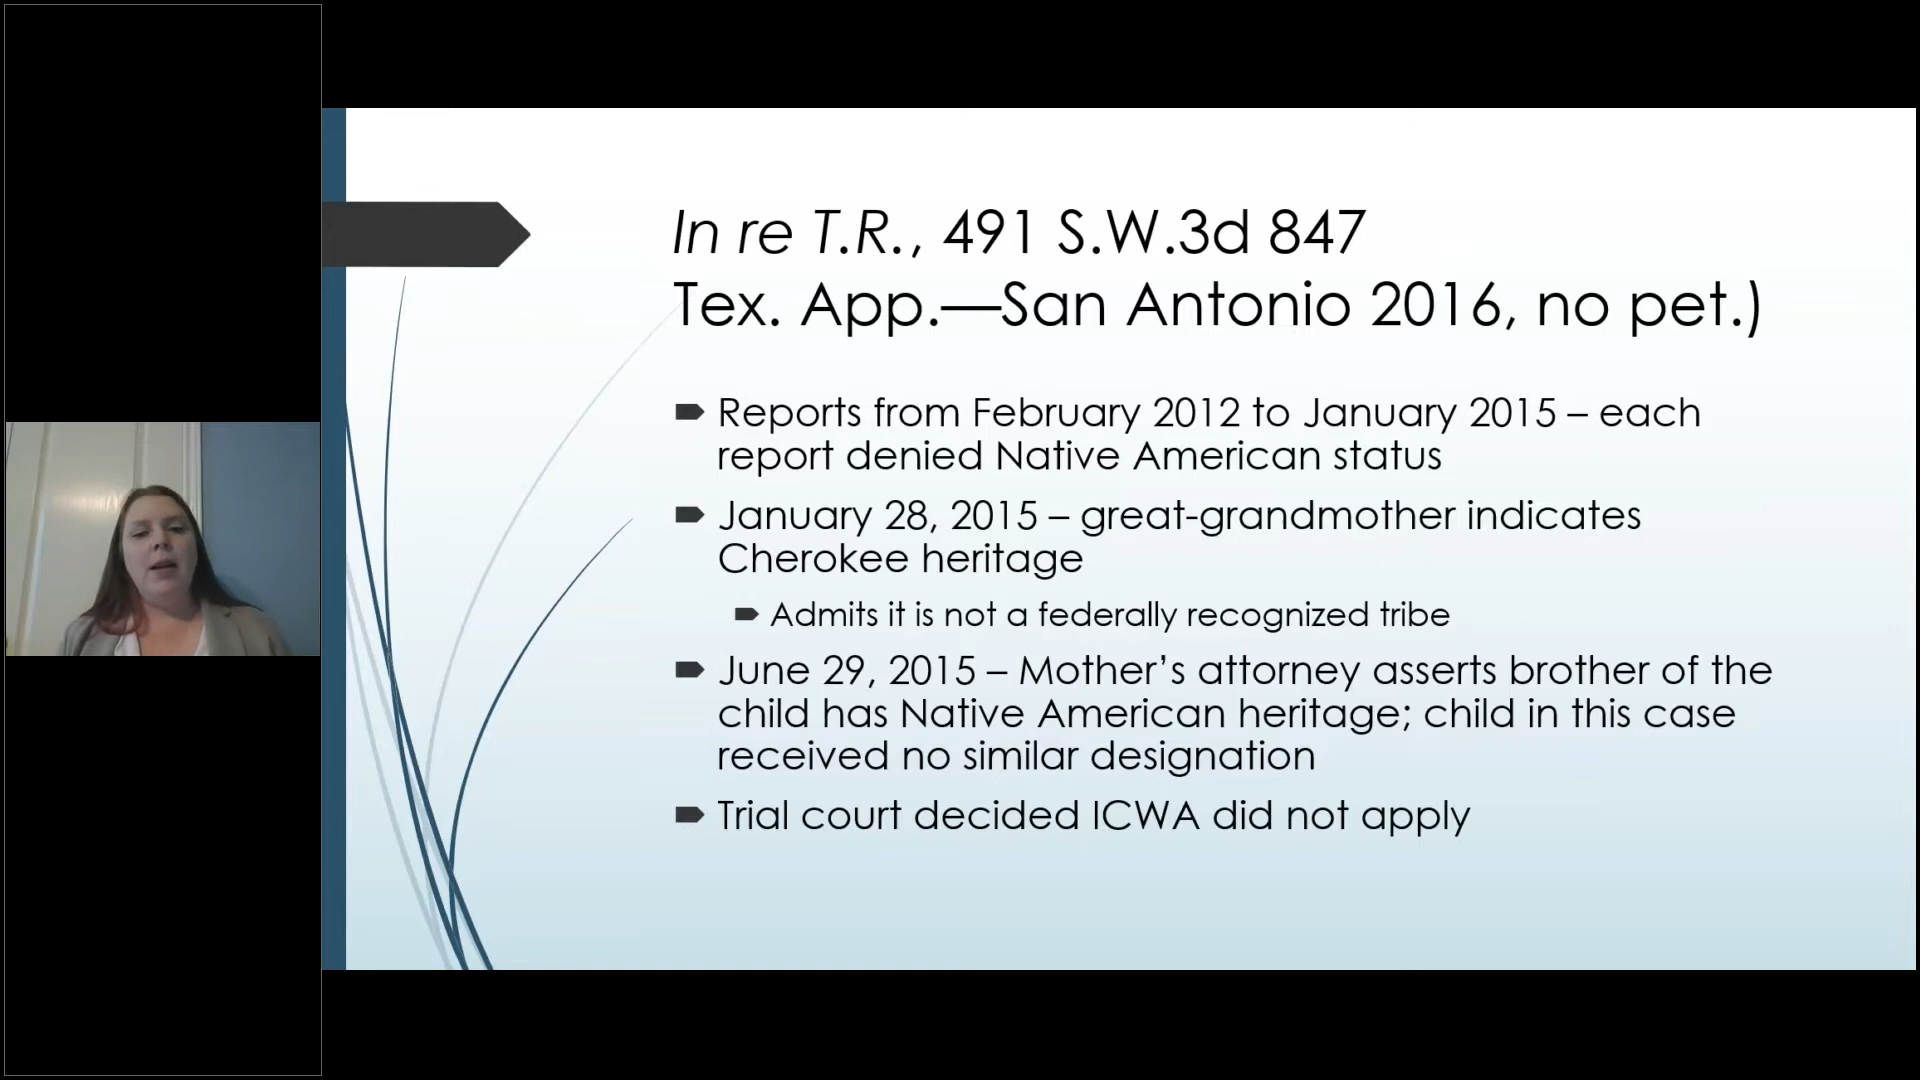 In re T.R., 491 S.W.3d 847
Tex. App.—San Antonio 2016, no pet.)
Reports from February 2012 to January 2015 – each
report denied Native American status
January 28, 2015 – great-grandmother indicates
Cherokee heritage
Admits it is not a federally recognized tribe
June 29, 2015 – Mother’s attorney asserts brother of the
child has Native American heritage; child in this case
received no similar designation
Trial court decided ICWA did not apply